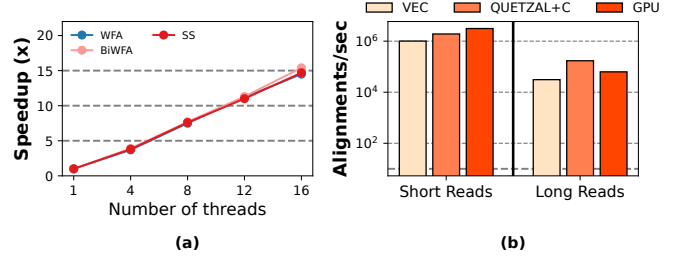 WFA
SS
BiWFA
Speedup (x)
20
15
10
5
0
1 4 8 12 16
Number of threads
(a)
VEC QUETZAL+C GPU
Alignments/sec
10^6
10^4
10^2
Short Reads Long Reads
(b)